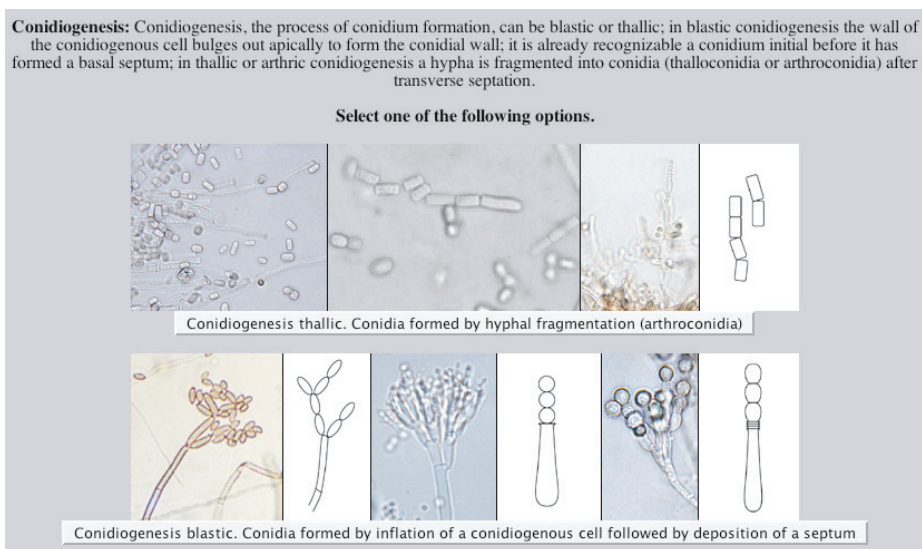 Conidiogenesis: Conidiogenesis, the process of conidium formation, can be blastic or thallic; in blastic conidiogenesis the wall of
the conidiogenous cell bulges out apically to form the conidial wall; it is already recognizable a conidium initial before it has
formed a basal septum; in thallic or arthric conidiogenesis a hypha is fragmented into conidia (thalloconidia or arthroconidia) after
transverse septation.
Select one of the following options.
Conidiogenesis thallic. Conidia formed by hyphal fragmentation (arthroconidia)
Conidiogenesis blastic. Conidia formed by inflation of a conidiogenous cell followed by deposition of a septum